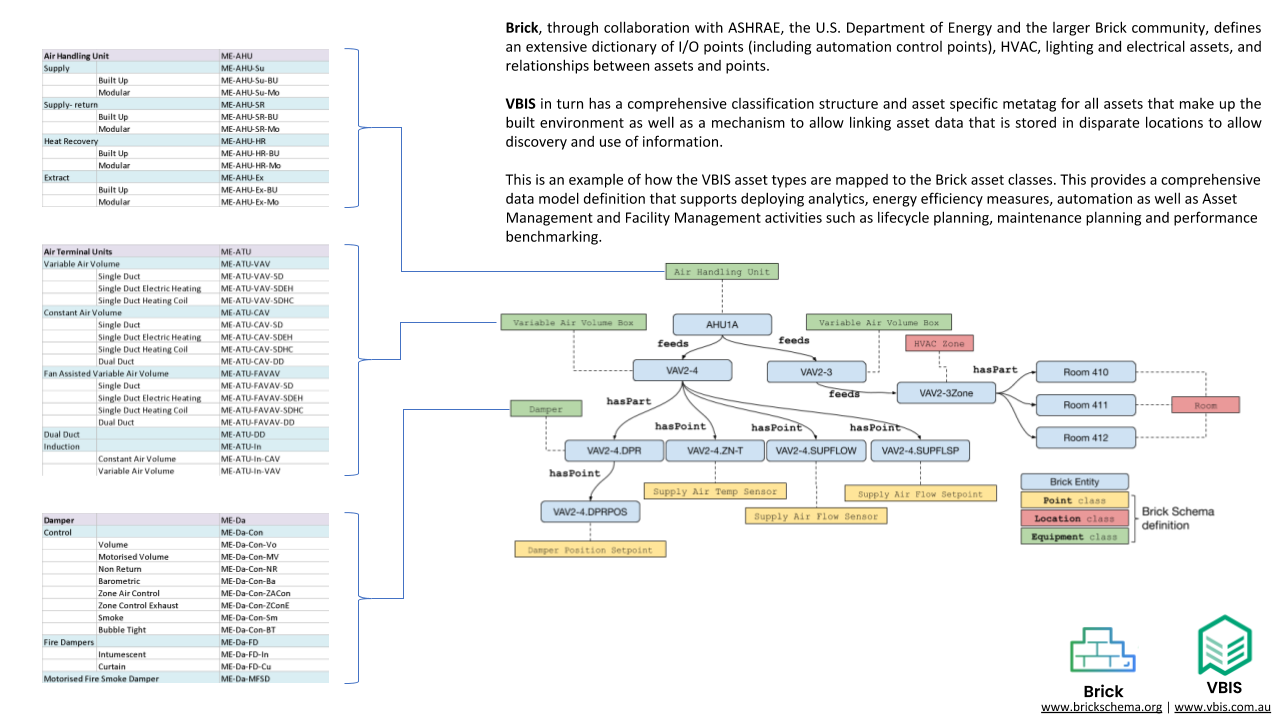 Brick, through collaboration with ASHRAE, the U.S. Department of Energy and the larger Brick community, defines
an extensive dictionary of I/O points (including automation control points), HVAC, lighting and electrical assets, and
relationships between assets and points.
VBIS in turn has a comprehensive classification structure and asset specific metatag for all assets that make up the
built environment as well as a mechanism to allow linking asset data that is stored in disparate locations to allow
discovery and use of information.
This is an example of how the VBIS asset types are mapped to the Brick asset classes. This provides a comprehensive
data model definition that supports deploying analytics, energy efficiency measures, automation as well as Asset
Management and Facility Management activities such as lifecycle planning, maintenance planning and performance
benchmarking.
Air Handling Unit ME-AHU
Supply ME-AHU-Su
Built Up ME-AHU-Su-BU
Modular ME-AHU-Su-Mo
Supply- return ME-AHU-SR
Built Up ME-AHU-SR-BU
Modular ME-AHU-SR-Mo
Heat Recovery ME-AHU-HR
Built Up ME-AHU-HR-BU
Modular ME-AHU-HR-Mo
Extract ME-AHU-Ex
Built Up ME-AHU-Ex-BU
Modular ME-AHU-Ex-Mo
Air Terminal Units ME-ATU
Variable Air Volume ME-ATU-VAV
Single Duct ME-ATU-VAV-SD
Single Duct Electric Heating ME-ATU-VAV-SDEH
Single Duct Heating Coil ME-ATU-VAV-SDHC
Constant Air Volume ME-ATU-CAV
Single Duct ME-ATU-CAV-SD
Single Duct Electric Heating ME-ATU-CAV-SDEH
Single Duct Heating Coil ME-ATU-CAV-SDHC
Dual Duct ME-ATU-CAV-DD
Fan Assisted Variable Air Volume ME-ATU-FAVAV
Single Duct ME-ATU-FAVAV-SD
Single Duct Electric Heating ME-ATU-FAVAV-SDEH
Single Duct Heating Coil ME-ATU-FAVAV-SDHC
Dual Duct ME-ATU-FAVAV-DD
Dual Duct ME-ATU-DD
Induction ME-ATU-In
Constant Air Volume ME-ATU-In-CAV
Variable Air Volume ME-ATU-In-VAV
Damper ME-Da
Control ME-Da-Con
Volume ME-Da-Con-Vo
Motorised Volume ME-Da-Con-MV
Non Return ME-Da-Con-NR
Barometric ME-Da-Con-Ba
Zone Air Control ME-Da-Con-ZACon
Zone Control Exhaust ME-Da-Con-ZConE
Smoke ME-Da-Con-Sm
Bubble Tight ME-Da-Con-BT
Fire Dampers ME-Da-FD
Intumescent ME-Da-FD-In
Curtain ME-Da-FD-Cu
Motorised Fire Smoke Damper ME-Da-MFSD
Air Handling Unit
Variable Air Volume Box
AHU1A
Variable Air Volume Box
feeds
feeds
HVAC Zone
VAV2-4
VAV2-3
hasPart
Room 410
feeds
VAV2-3Zone
Damper
hasPart
Room 411
Room
hasPoint
hasPoint
hasPoint
Room 412
VAV2-4.DPR
VAV2-4.ZN-T
VAV2-4.SUPFLOW
VAV2-4.SUPFLSP
hasPoint
Supply Air Temp Sensor
Supply Air Flow Setpoint
VAV2-4.DPRPOS
Supply Air Flow Sensor
Damper Position Setpoint
Brick Entity
Point class
Location class
Equipment class
Brick Schema
definition
Brick
VBIS
www.brickschema.org | www.vbis.com.au